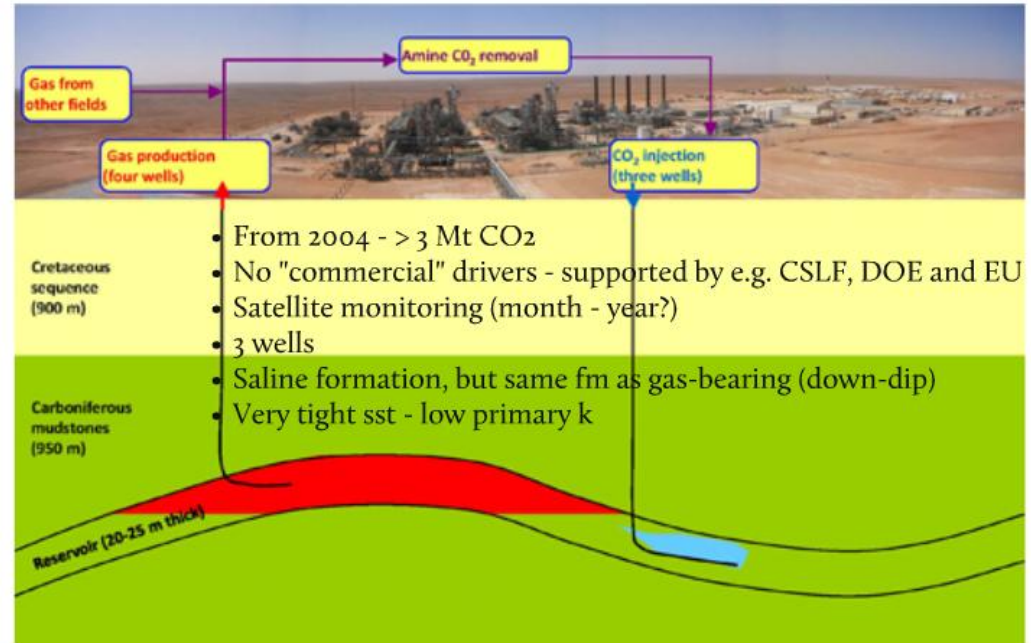 Amine CO₂ removal
Gas from
other fields
Gas production
(four wells)
CO₂ injection
(three wells)
• From 2004 - > 3 Mt CO2
• No "commercial" drivers - supported by e.g. CSLF, DOE and EU
• Satellite monitoring (month - year?)
• 3 wells
• Saline formation, but same fm as gas-bearing (down-dip)
• Very tight sst - low primary k
Cretaceous
sequence
(900 m)
Carboniferous
mudstones
(950 m)
Reservoir (20-25 m thick)